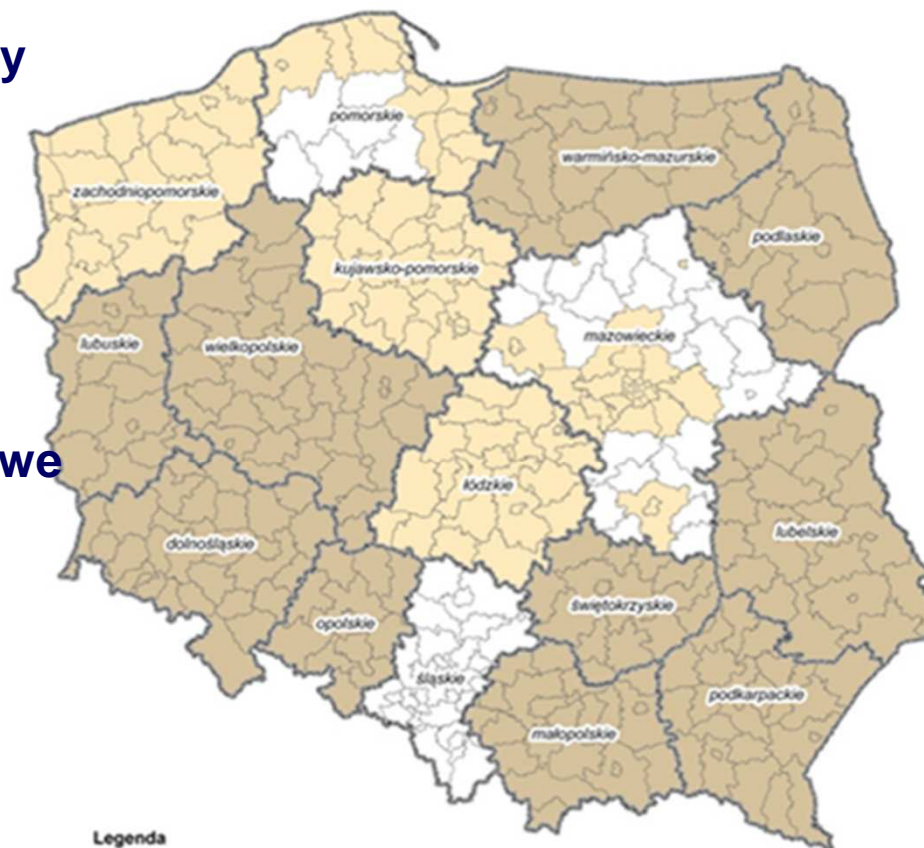 y
pomorskie
warmińsko-mazurskie
zachodniopomorskie
podlaskie
kujawsko-pomorskie
mazowieckie
lubuskie
wielkopolskie
we
łódzkie
lubelskie
dolnośląskie
świętokrzyskie
opolskie
śląskie
podkarpackie
małopolskie
Legenda